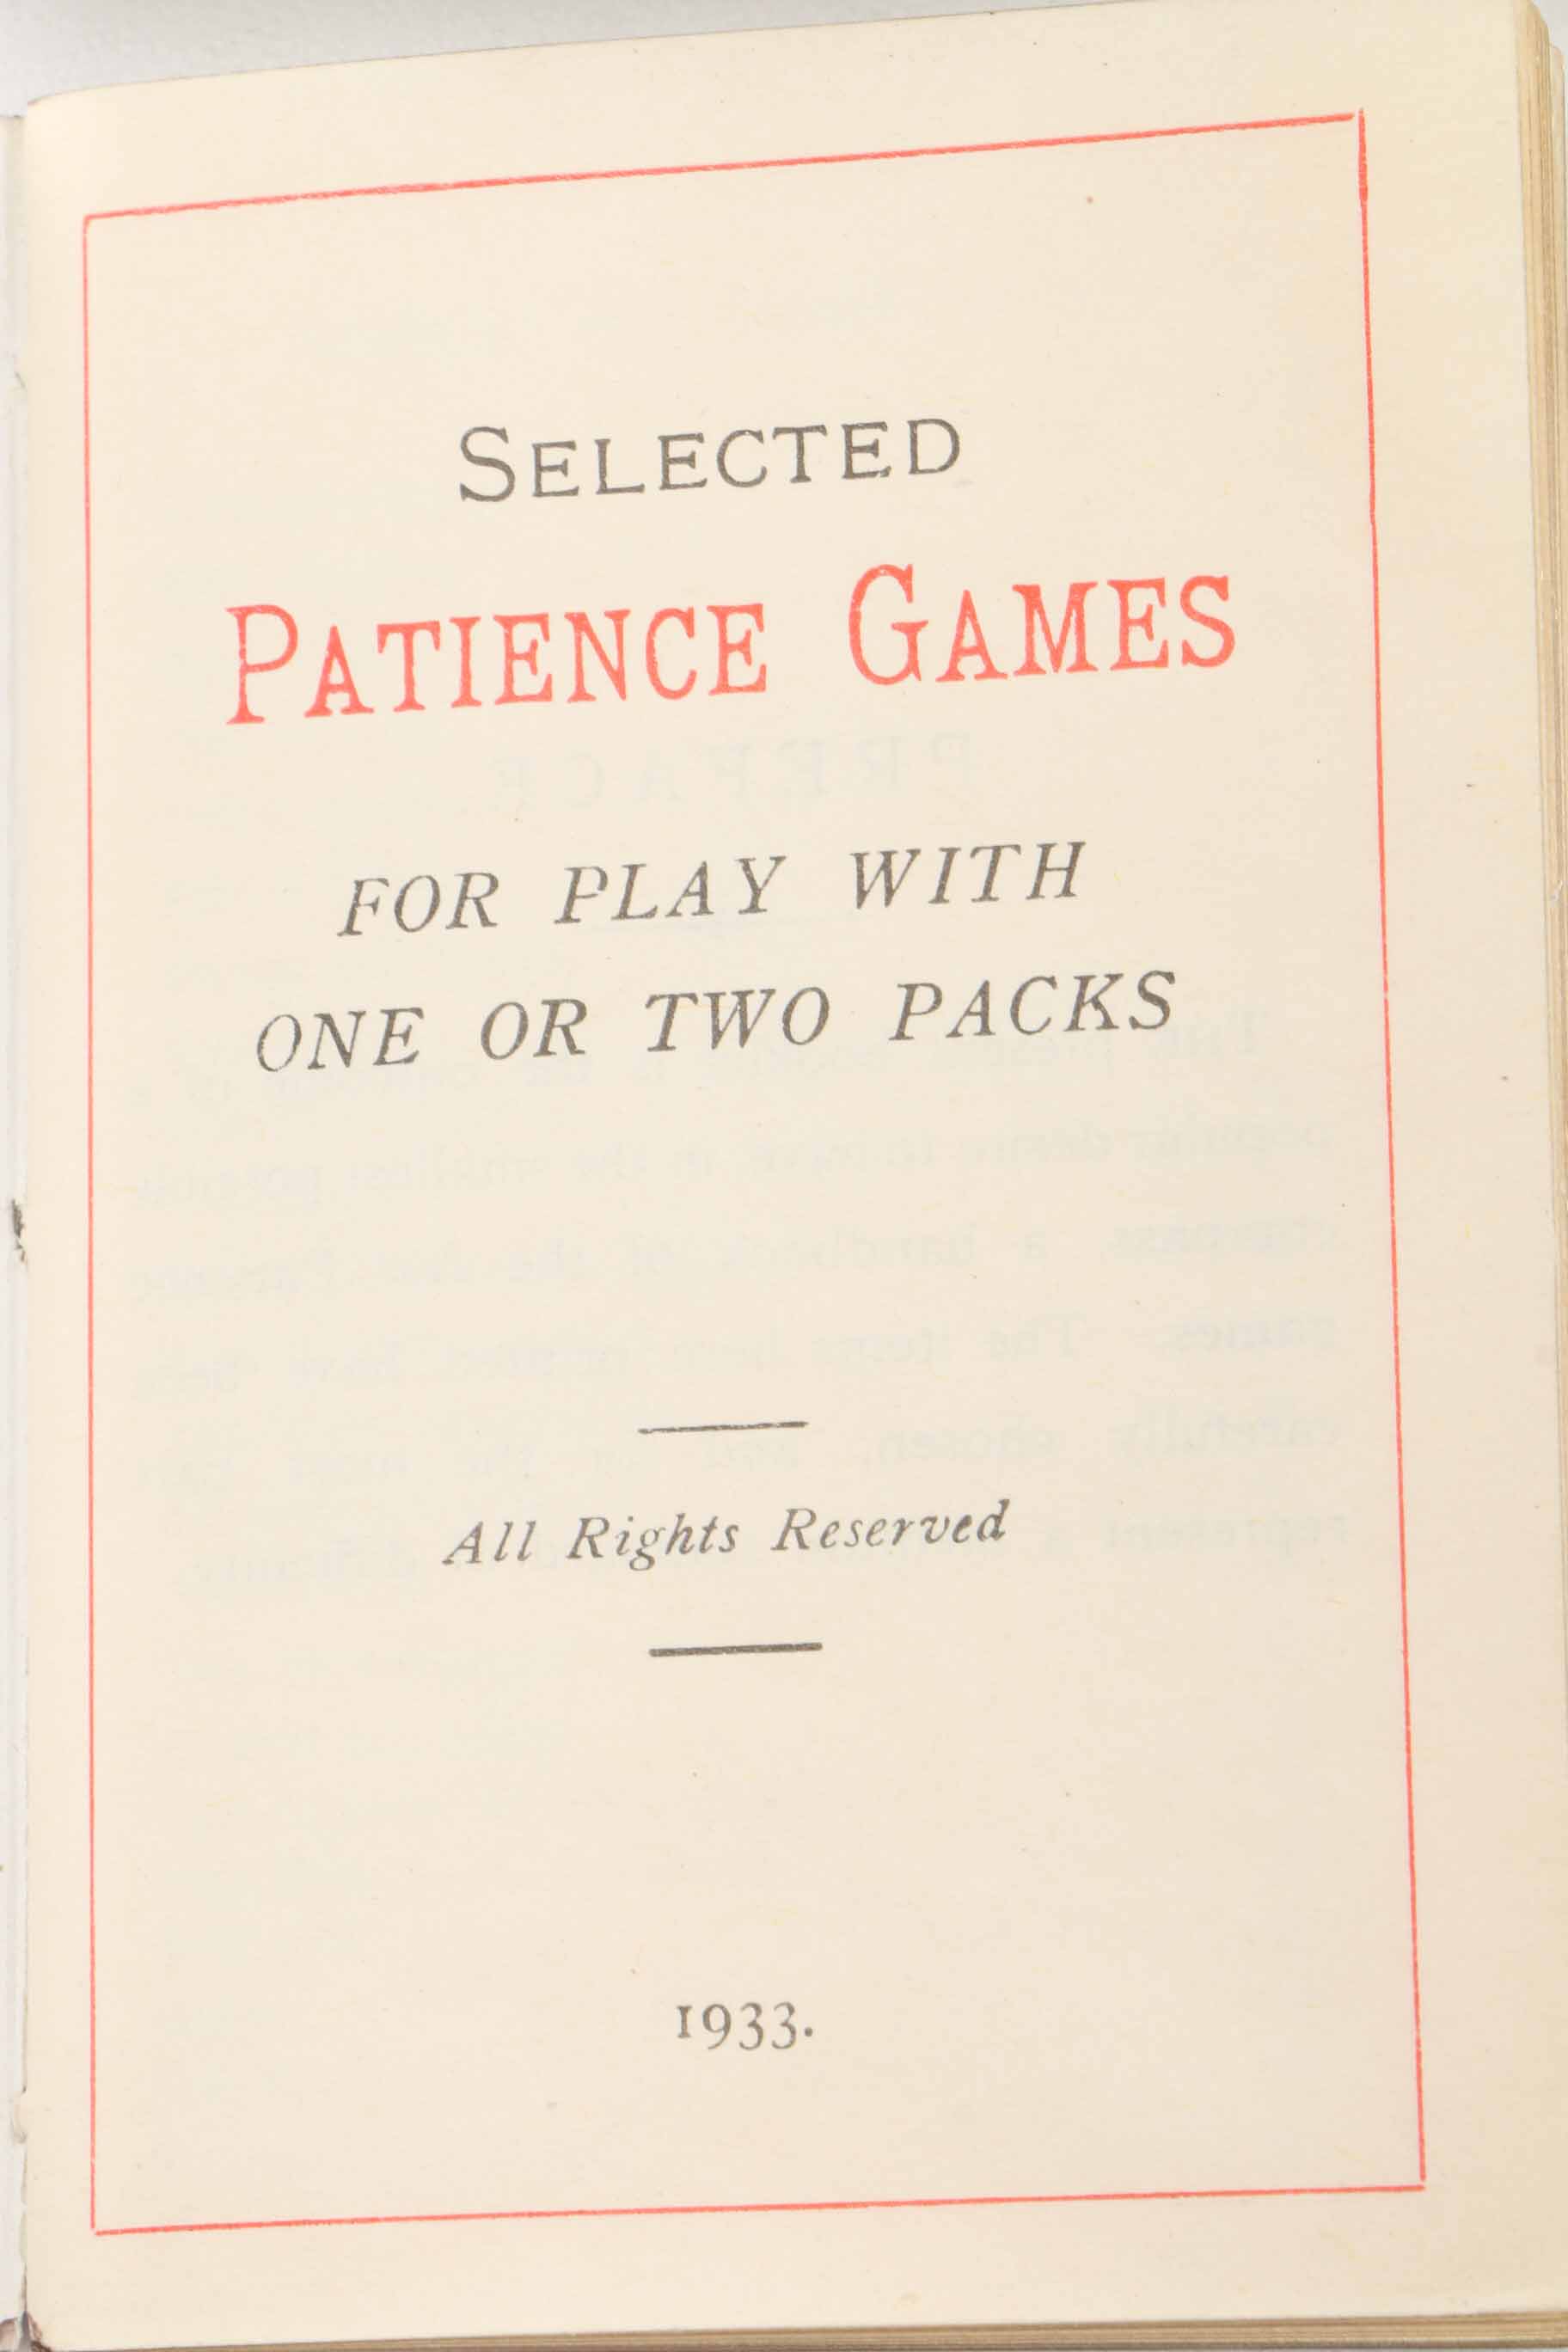 SELECTED
PATIENCE GAMES
FOR PLAY WITH
ONE OR TWO PACKS
All Rights Reserved
1933.